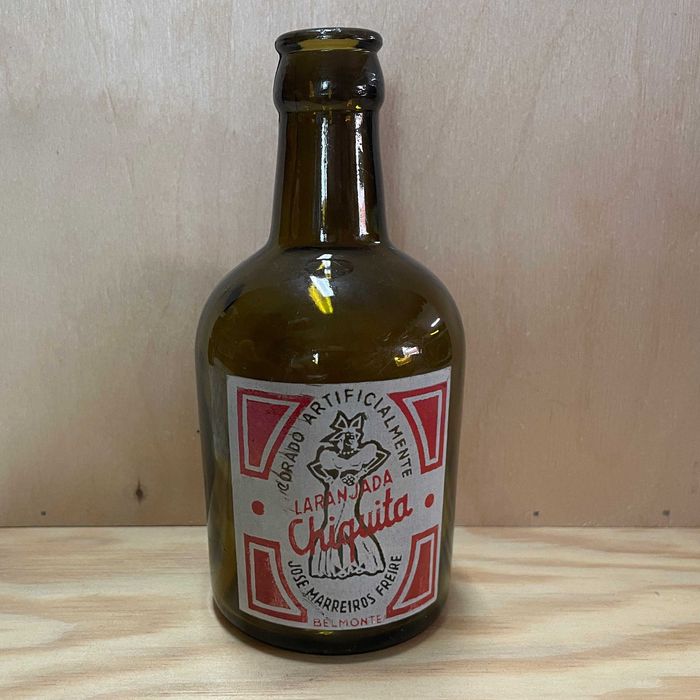 CORADO ARTIFICIALMENTE
LARANJADA
Chiquita
JOSE MARREIROS FREIRE
BELMONTE